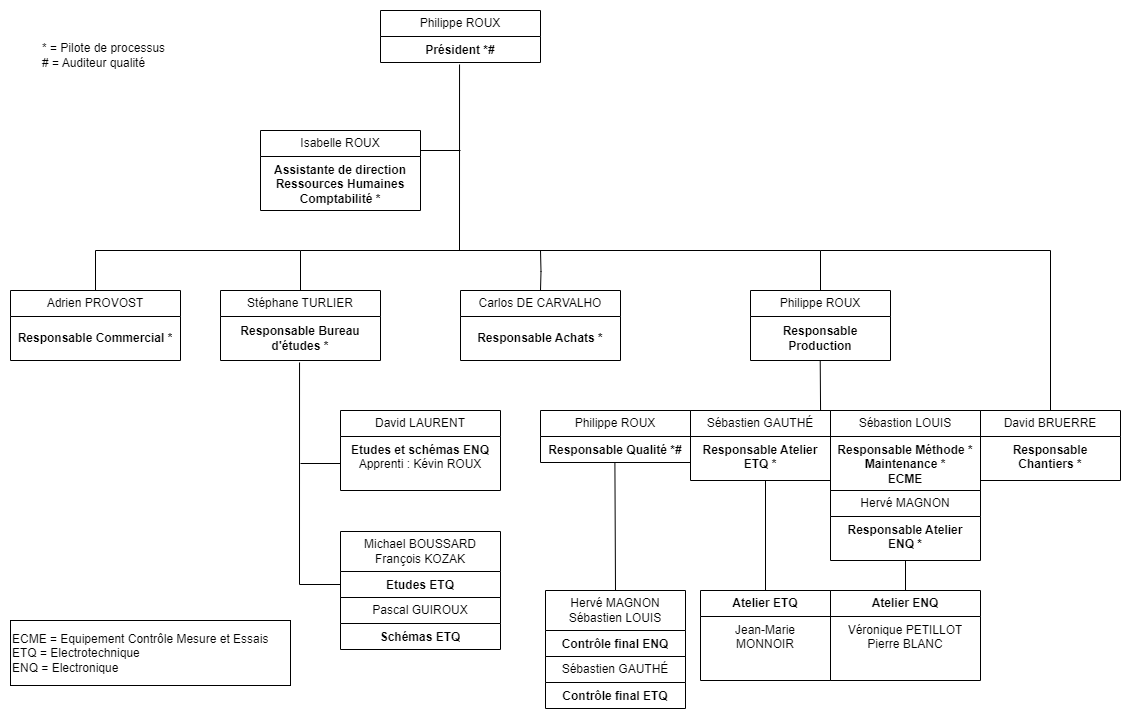 Philippe ROUX
Président *#
* = Pilote de processus
# = Auditeur qualité
Isabelle ROUX
Assistante de direction
Ressources Humaines
Comptabilité *
Adrien PROVOST
Responsable Commercial *
Stéphane TURLIER
Responsable Bureau
d'études *
Carlos DE CARVALHO
Responsable Achats *
Philippe ROUX
Responsable
Production
David LAURENT
Etudes et schémas ENQ
Apprenti : Kévin ROUX
Michael BOUSSARD
François KOZAK
Etudes ETQ
Pascal GUIROUX
Schémas ETQ
Philippe ROUX
Responsable Qualité *#
Sébastien GAUTHÉ
Responsable Atelier
ETQ *
Sébastion LOUIS
Responsable Méthode *
Maintenance *
ECME
Hervé MAGNON
Responsable Atelier
ENQ *
David BRUERRE
Responsable
Chantiers *
Hervé MAGNON
Sébastien LOUIS
Contrôle final ENQ
Sébastien GAUTHÉ
Contrôle final ETQ
Atelier ETQ
Jean-Marie
MONNOIR
Atelier ENQ
Véronique PETILLOT
Pierre BLANC
ECME = Equipement Contrôle Mesure et Essais
ETQ = Electrotechnique
ENQ = Electronique